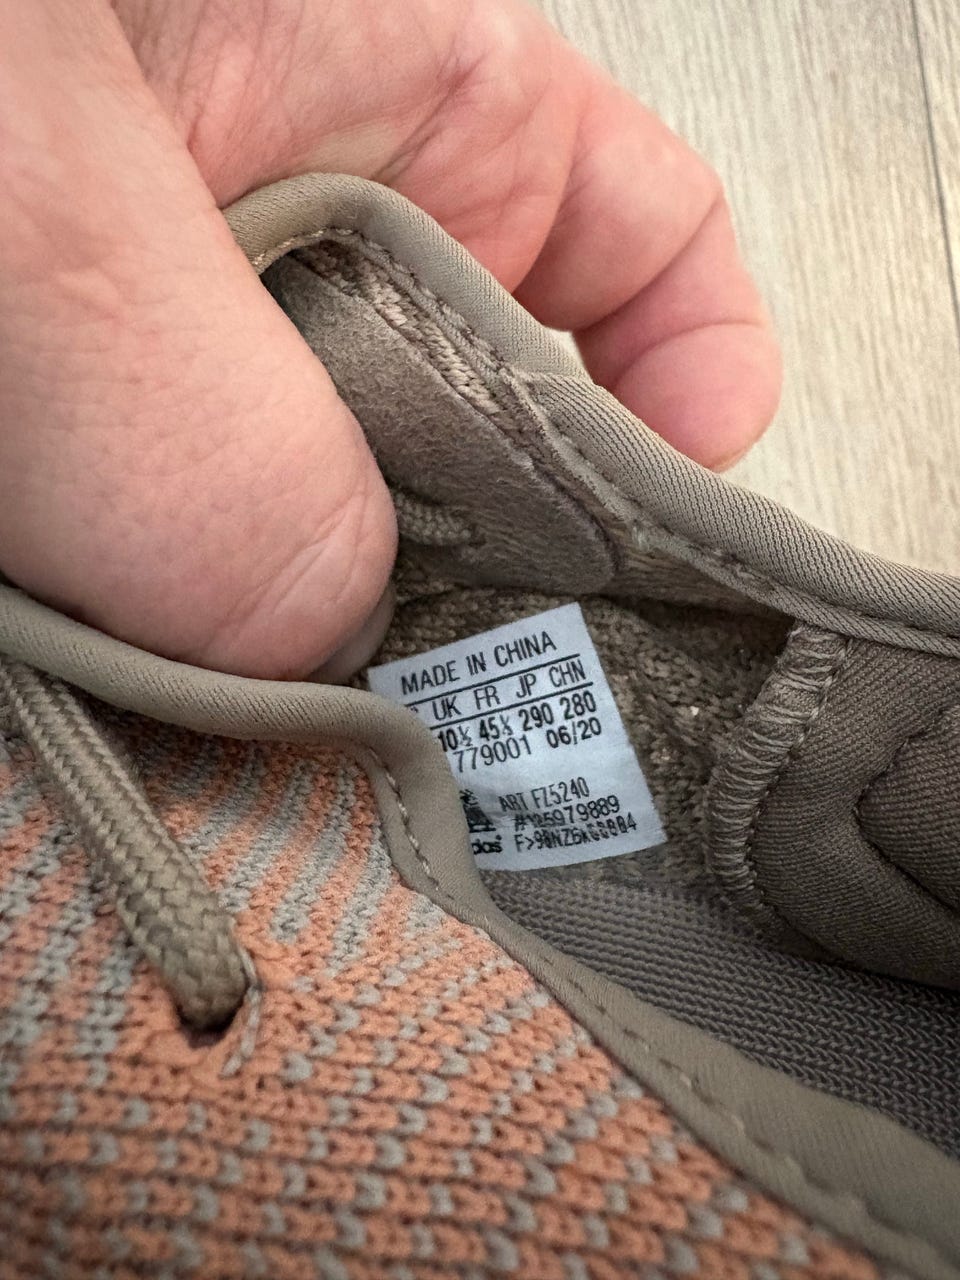 MADE IN CHINA
UK FR JP CHN
10½ 45⅓ 290 280
779001 06/20
ART FZ5240